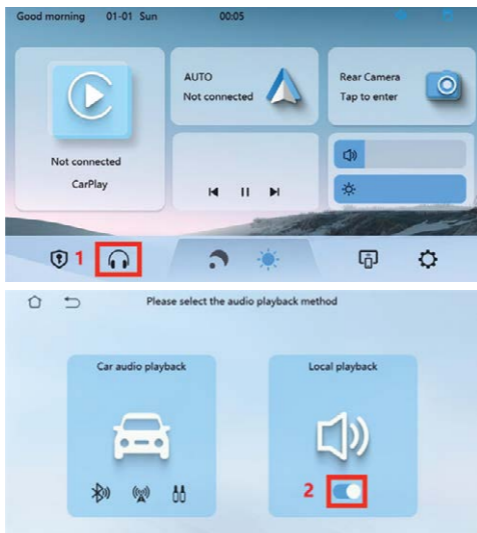 Good morning 01-01 Sun 00:05
AUTO
Not connected
Rear Camera
Tap to enter
Not connected
CarPlay
1
Please select the audio playback method
Car audio playback
Local playback
2